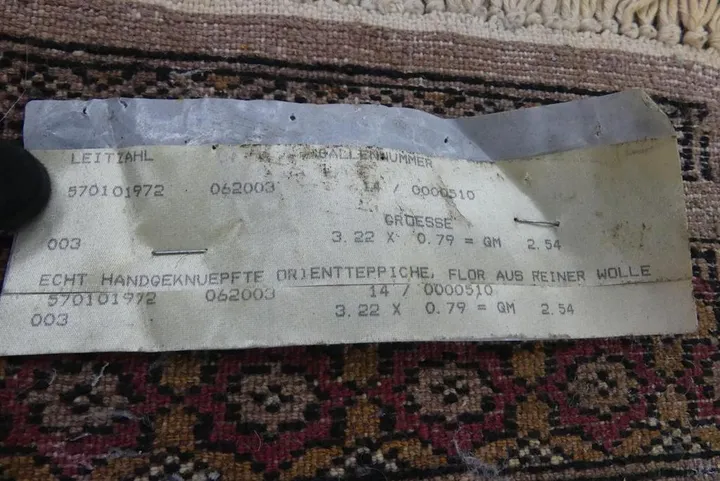 LEITZAHL BALLENNUMMER
570101972 062003 14 / 0000510
GROESSE
003 3.22 X 0.79 = QM 2.54
ECHT HANDGEKNUEPFTE ORIENTTEPPICHE, FLOR AUS REINER WOLLE
570101972 062003 14 / 0000510
003 3.22 X 0.79 = QM 2.54